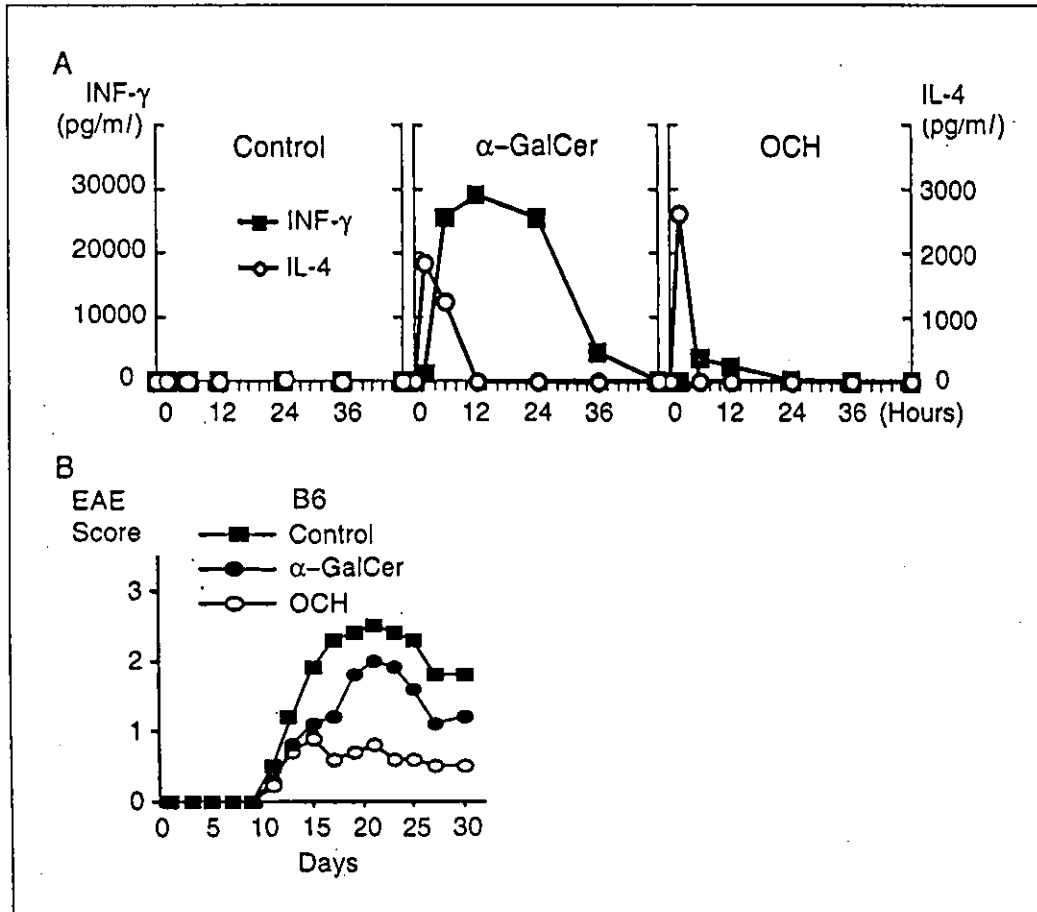 A
INF-γ
(pg/ml)
IL-4
(pg/ml)
Control
α-GalCer
OCH
30000
20000
10000
0
INF-γ
IL-4
3000
2000
1000
0
0 12 24 36
0 12 24 36
0 12 24 36 (Hours)
B
EAE
Score
B6
Control
α-GalCer
OCH
3
2
1
0
0 5 10 15 20 25 30
Days